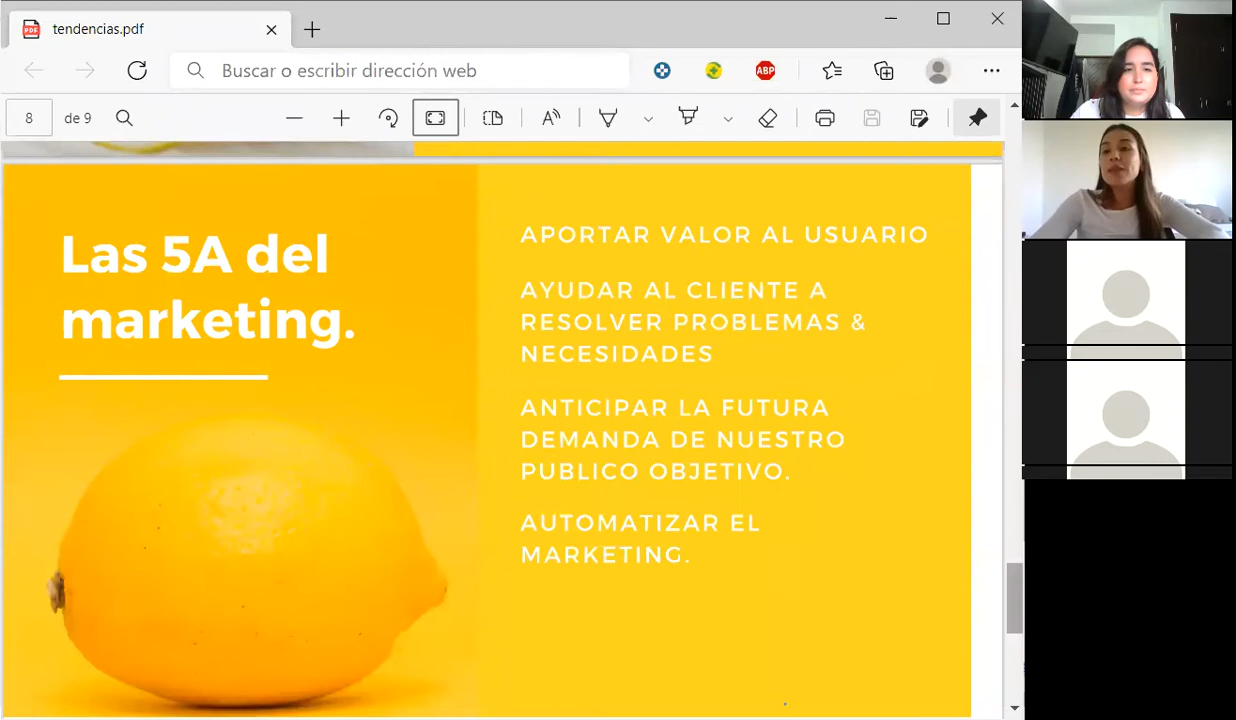 tendencias.pdf
Buscar o escribir dirección web
ABP
8 de 9
Las 5A del
marketing.
APORTAR VALOR AL USUARIO
AYUDAR AL CLIENTE A
RESOLVER PROBLEMAS &
NECESIDADES
ANTICIPAR LA FUTURA
DEMANDA DE NUESTRO
PUBLICO OBJETIVO.
AUTOMATIZAR EL
MARKETING.